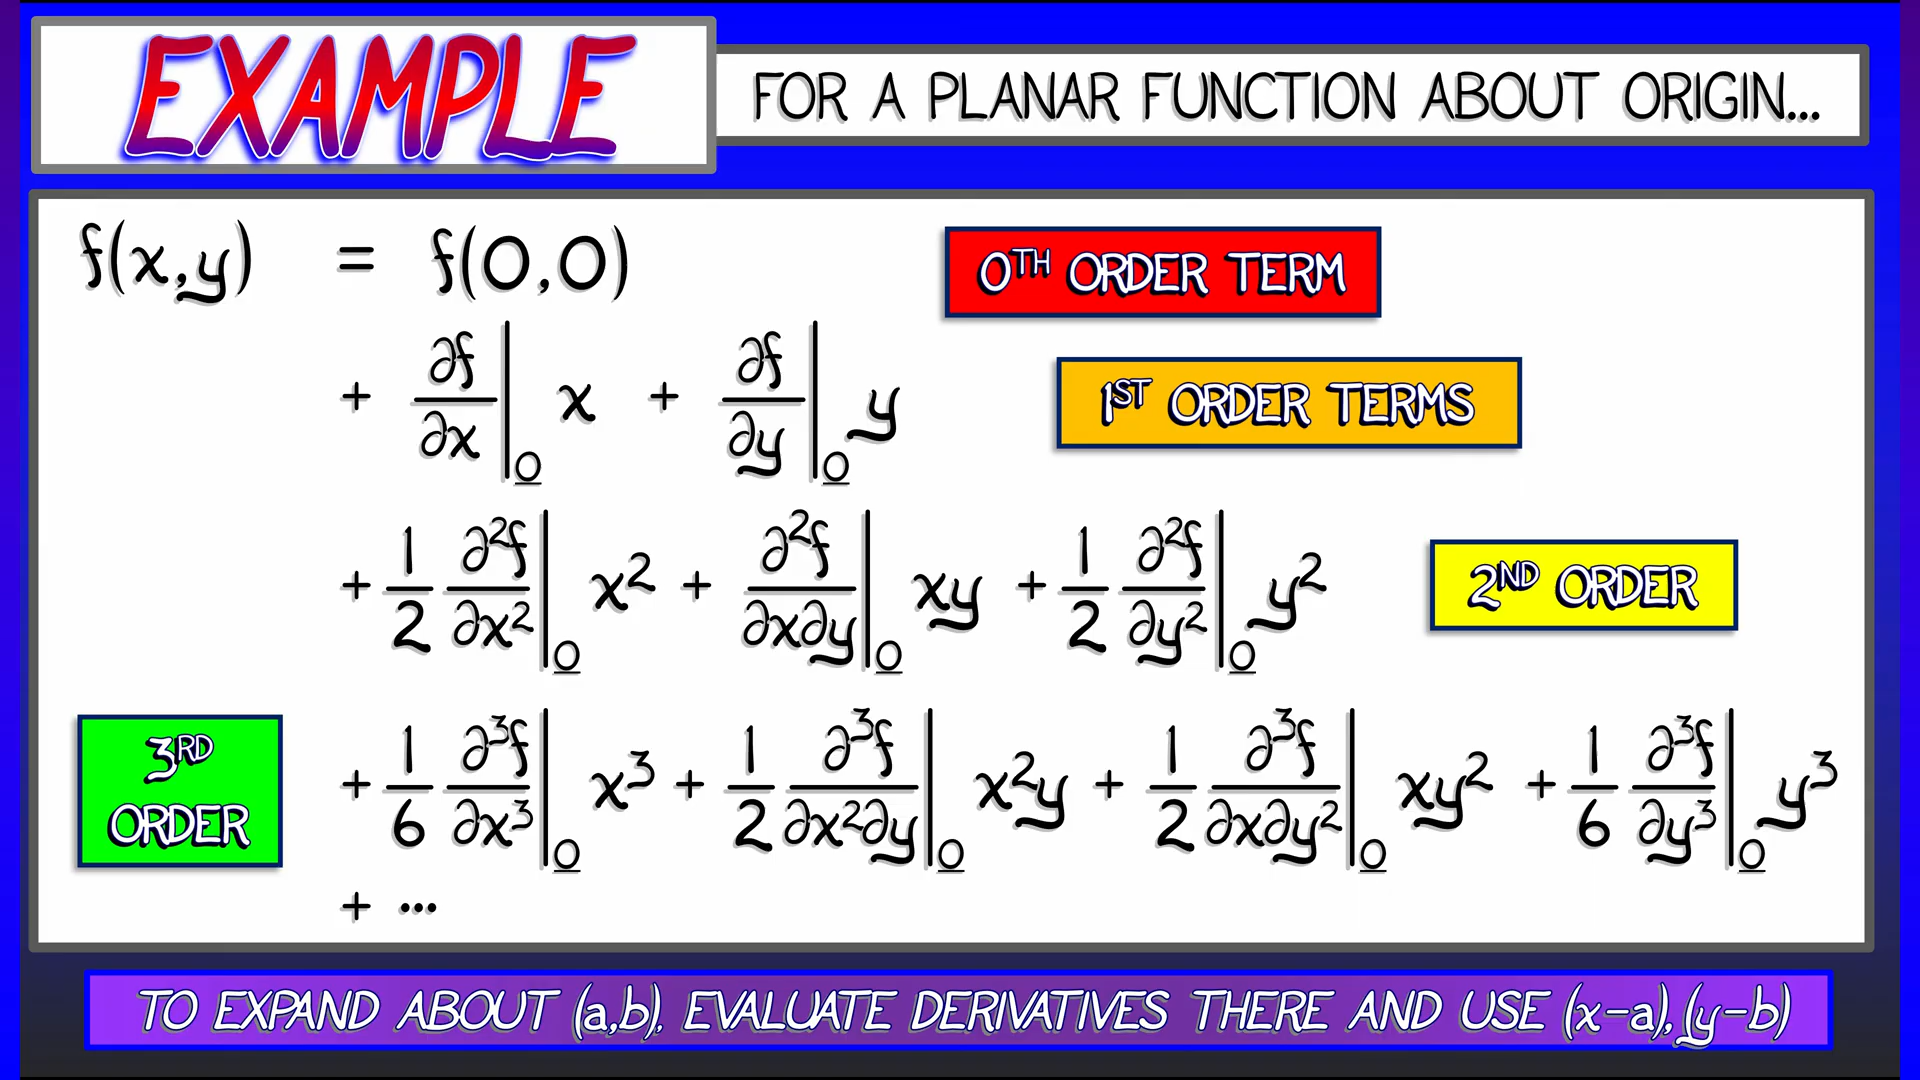 EXAMPLE
FOR A PLANAR FUNCTION ABOUT ORIGIN...
f(x,y) = f(0,0)
0TH ORDER TERM
+ ∂f/∂x|0 x + ∂f/∂y|0 y
1ST ORDER TERMS
+ 1/2 ∂²f/∂x²|0 x² + ∂²f/∂x∂y|0 xy + 1/2 ∂²f/∂y²|0 y²
2ND ORDER
3RD
ORDER
+ 1/6 ∂³f/∂x³|0 x³ + 1/2 ∂³f/∂x²∂y|0 x²y + 1/2 ∂³f/∂x∂y²|0 xy² + 1/6 ∂³f/∂y³|0 y³
+ ...
TO EXPAND ABOUT (a,b), EVALUATE DERIVATIVES THERE AND USE (x-a), (y-b)